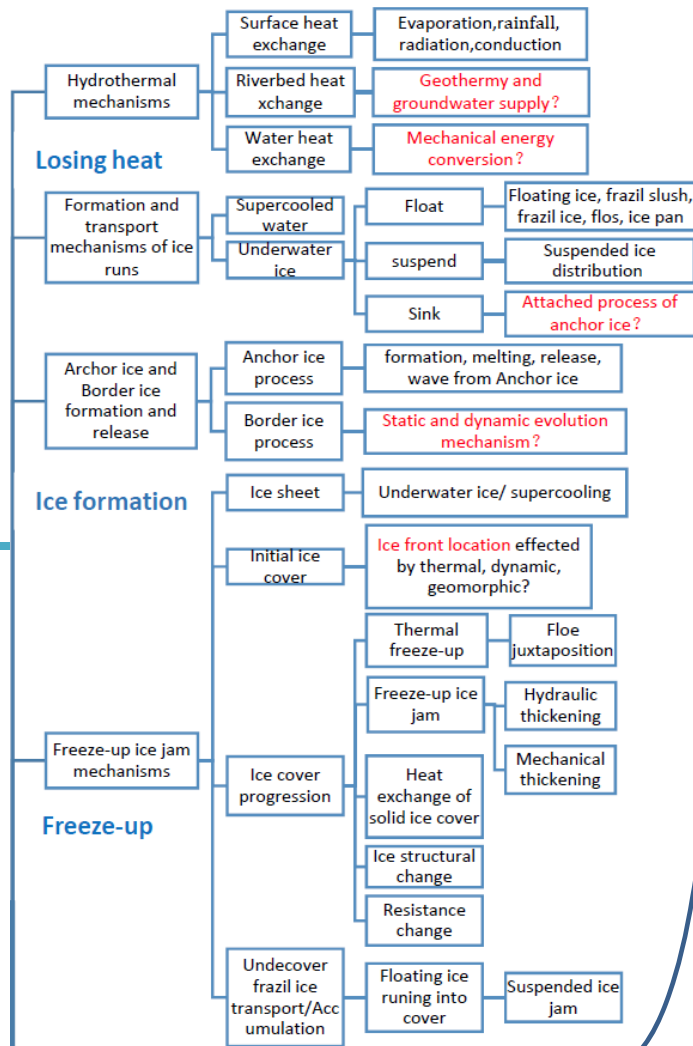 Surface heat
exchange
Evaporation,rainfall,
radiation,conduction
Hydrothermal
mechanisms
Riverbed heat
xchange
Geothermy and
groundwater supply?
Water heat
exchange
Mechanical energy
conversion?
Losing heat
Formation and
transport
mechanisms of ice
runs
Supercooled
water
Underwater
ice
Float
Floating ice, frazil slush,
frazil ice, flos, ice pan
suspend
Suspended ice
distribution
Sink
Attached process of
anchor ice?
Archor ice and
Border ice
formation and
release
Anchor ice
process
formation, melting, release,
wave from Anchor ice
Border ice
process
Static and dynamic evolution
mechanism?
Ice formation
Ice sheet
Underwater ice/ supercooling
Initial ice
cover
Ice front location effected
by thermal, dynamic,
geomorphic?
Freeze-up ice jam
mechanisms
Freeze-up
Ice cover
progression
Thermal
freeze-up
Floe
juxtaposition
Freeze-up ice
jam
Hydraulic
thickening
Mechanical
thickening
Heat
exchange of
solid ice cover
Ice structural
change
Resistance
change
Undecover
frazil ice
transport/Acc
umulation
Floating ice
runing into
cover
Suspended ice
jam